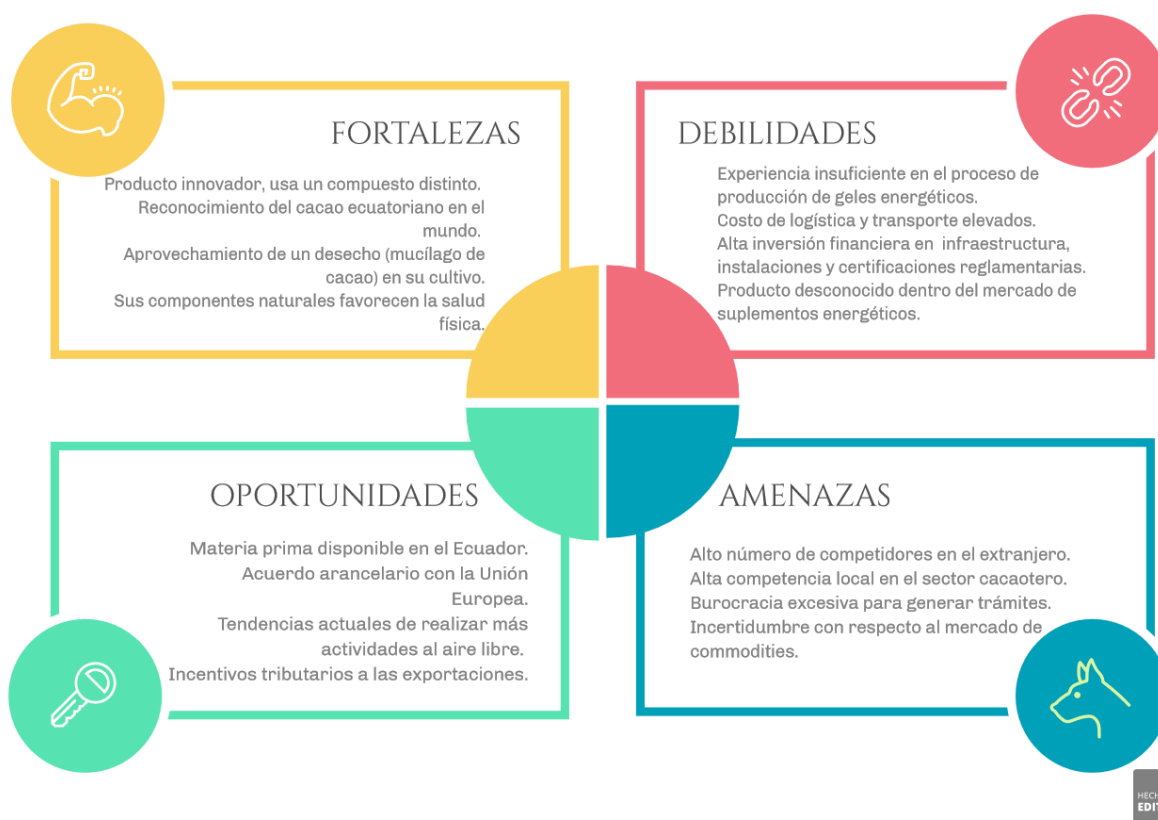 FORTALEZAS
Producto innovador, usa un compuesto distinto.
Reconocimiento del cacao ecuatoriano en el
mundo.
Aprovechamiento de un desecho (mucílago de
cacao) en su cultivo.
Sus componentes naturales favorecen la salud
física.
DEBILIDADES
Experiencia insuficiente en el proceso de
producción de geles energéticos.
Costo de logística y transporte elevados.
Alta inversión financiera en infraestructura,
instalaciones y certificaciones reglamentarias.
Producto desconocido dentro del mercado de
suplementos energéticos.
OPORTUNIDADES
Materia prima disponible en el Ecuador.
Acuerdo arancelario con la Unión
Europea.
Tendencias actuales de realizar más
actividades al aire libre.
Incentivos tributarios a las exportaciones.
AMENAZAS
Alto número de competidores en el extranjero.
Alta competencia local en el sector cacaotero.
Burocracia excesiva para generar trámites.
Incertidumbre con respecto al mercado de
commodities.